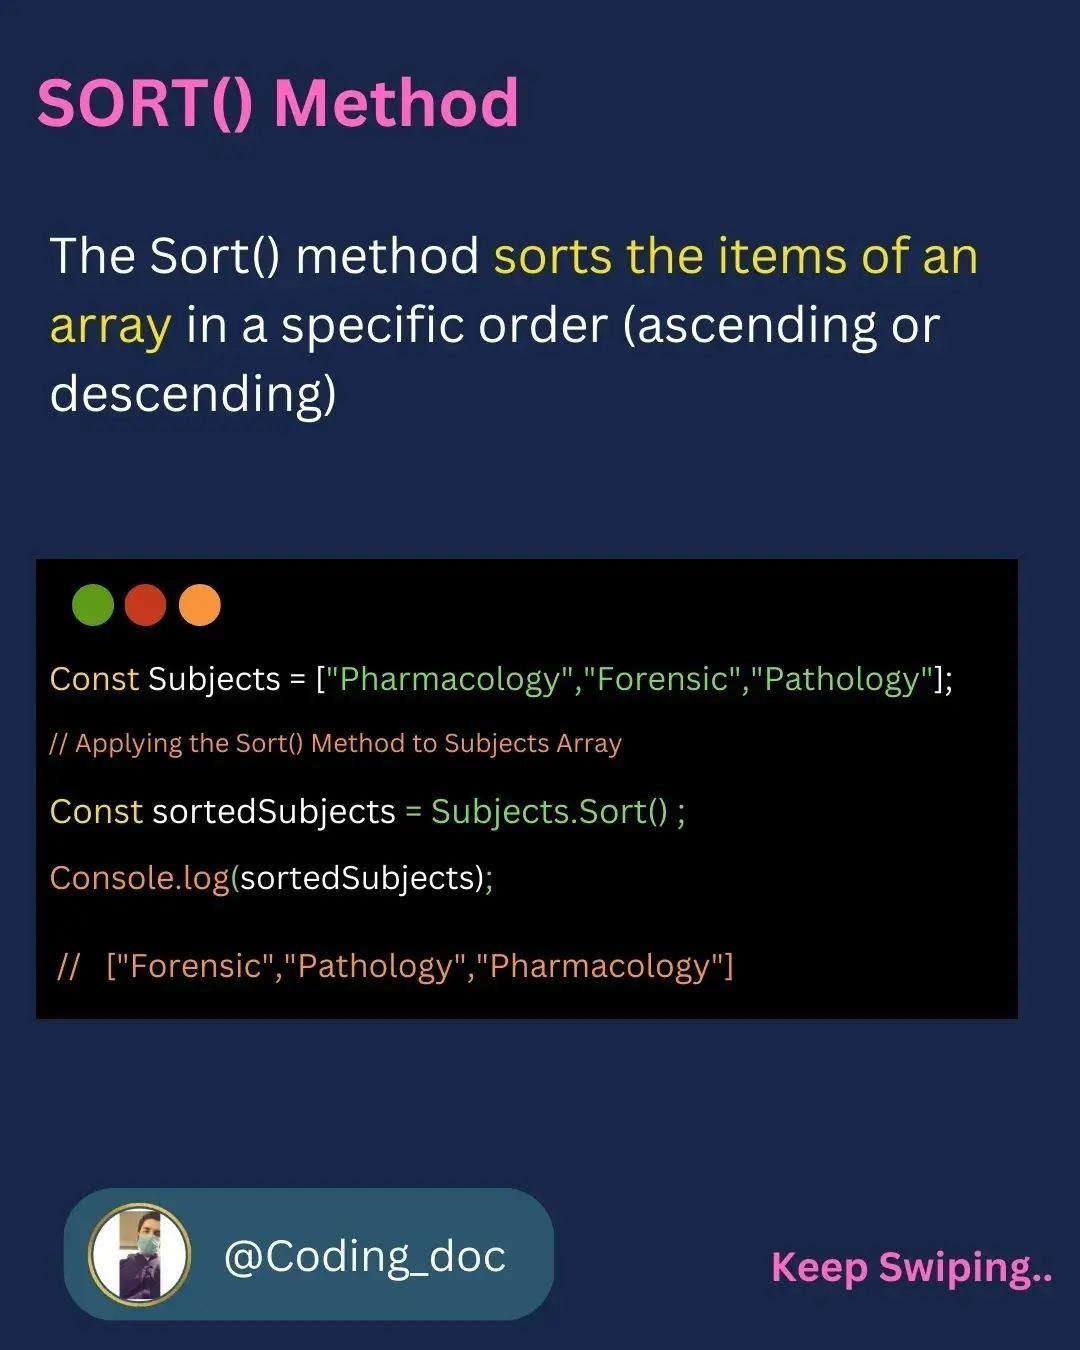 SORT() Method
The Sort() method sorts the items of an
array in a specific order (ascending or
descending)
Const Subjects = ["Pharmacology","Forensic","Pathology"];
// Applying the Sort() Method to Subjects Array
Const sortedSubjects = Subjects.Sort() ;
Console.log(sortedSubjects);
// ["Forensic","Pathology","Pharmacology"]
@Coding_doc
Keep Swiping..